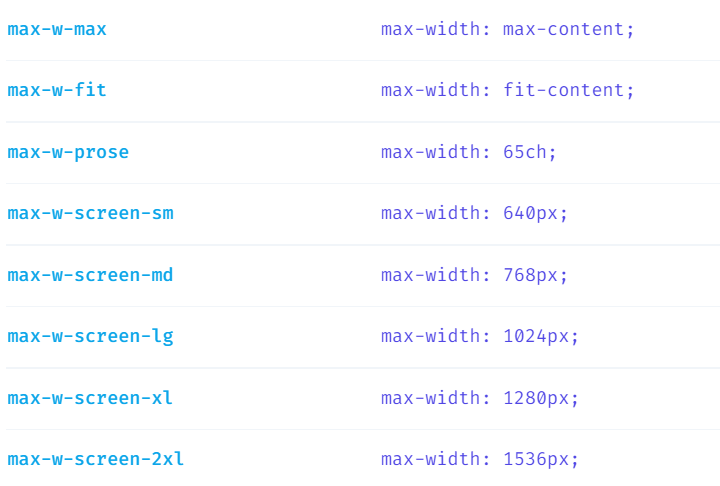 max-w-max max-width: max-content;
max-w-fit max-width: fit-content;
max-w-prose max-width: 65ch;
max-w-screen-sm max-width: 640px;
max-w-screen-md max-width: 768px;
max-w-screen-lg max-width: 1024px;
max-w-screen-xl max-width: 1280px;
max-w-screen-2xl max-width: 1536px;